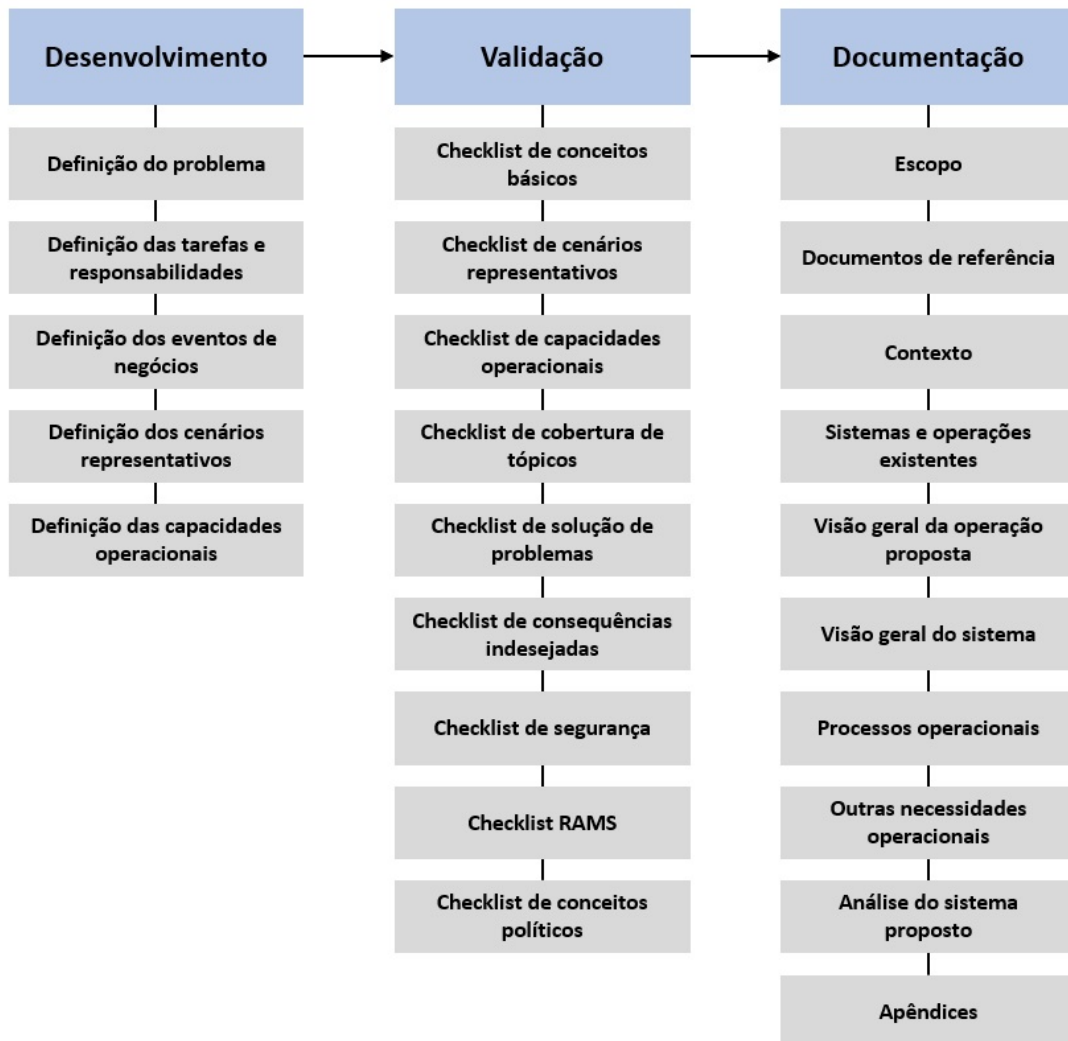 Desenvolvimento
Validação
Documentação
Definição do problema
Definição das tarefas e
responsabilidades
Definição dos eventos de
negócios
Definição dos cenários
representativos
Definição das capacidades
operacionais
Checklist de conceitos
básicos
Checklist de cenários
representativos
Checklist de capacidades
operacionais
Checklist de cobertura de
tópicos
Checklist de solução de
problemas
Checklist de consequências
indesejadas
Checklist de segurança
Checklist RAMS
Checklist de conceitos
políticos
Escopo
Documentos de referência
Contexto
Sistemas e operações
existentes
Visão geral da operação
proposta
Visão geral do sistema
Processos operacionais
Outras necessidades
operacionais
Análise do sistema
proposto
Apêndices